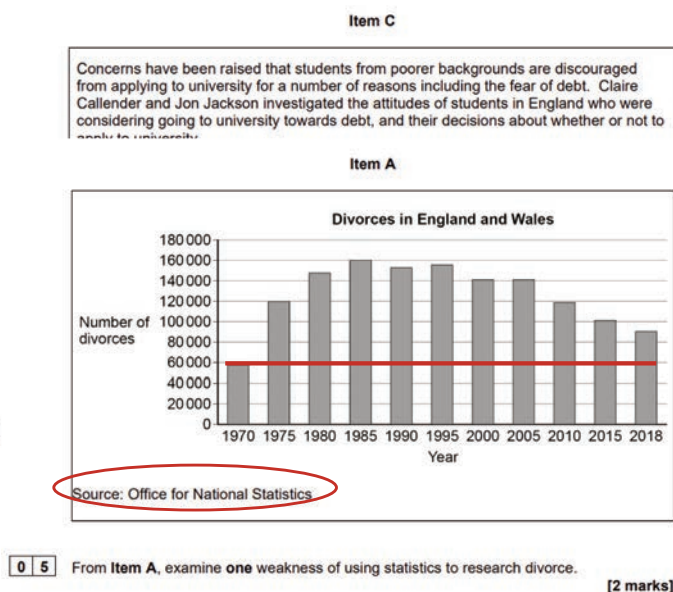 Item C
Concerns have been raised that students from poorer backgrounds are discouraged
from applying to university for a number of reasons including the fear of debt. Claire
Callender and Jon Jackson investigated the attitudes of students in England who were
considering going to university towards debt, and their decisions about whether or not to
apply to university
Item A
Divorces in England and Wales
180 000
160 000
140 000
120 000
Number of
divorces
100 000
80 000
60 000
40 000
20 000
0
1970 1975 1980 1985 1990 1995 2000 2005 2010 2015 2018
Year
Source: Office for National Statistics
0 5 From Item A, examine one weakness of using statistics to research divorce.
[2 marks]